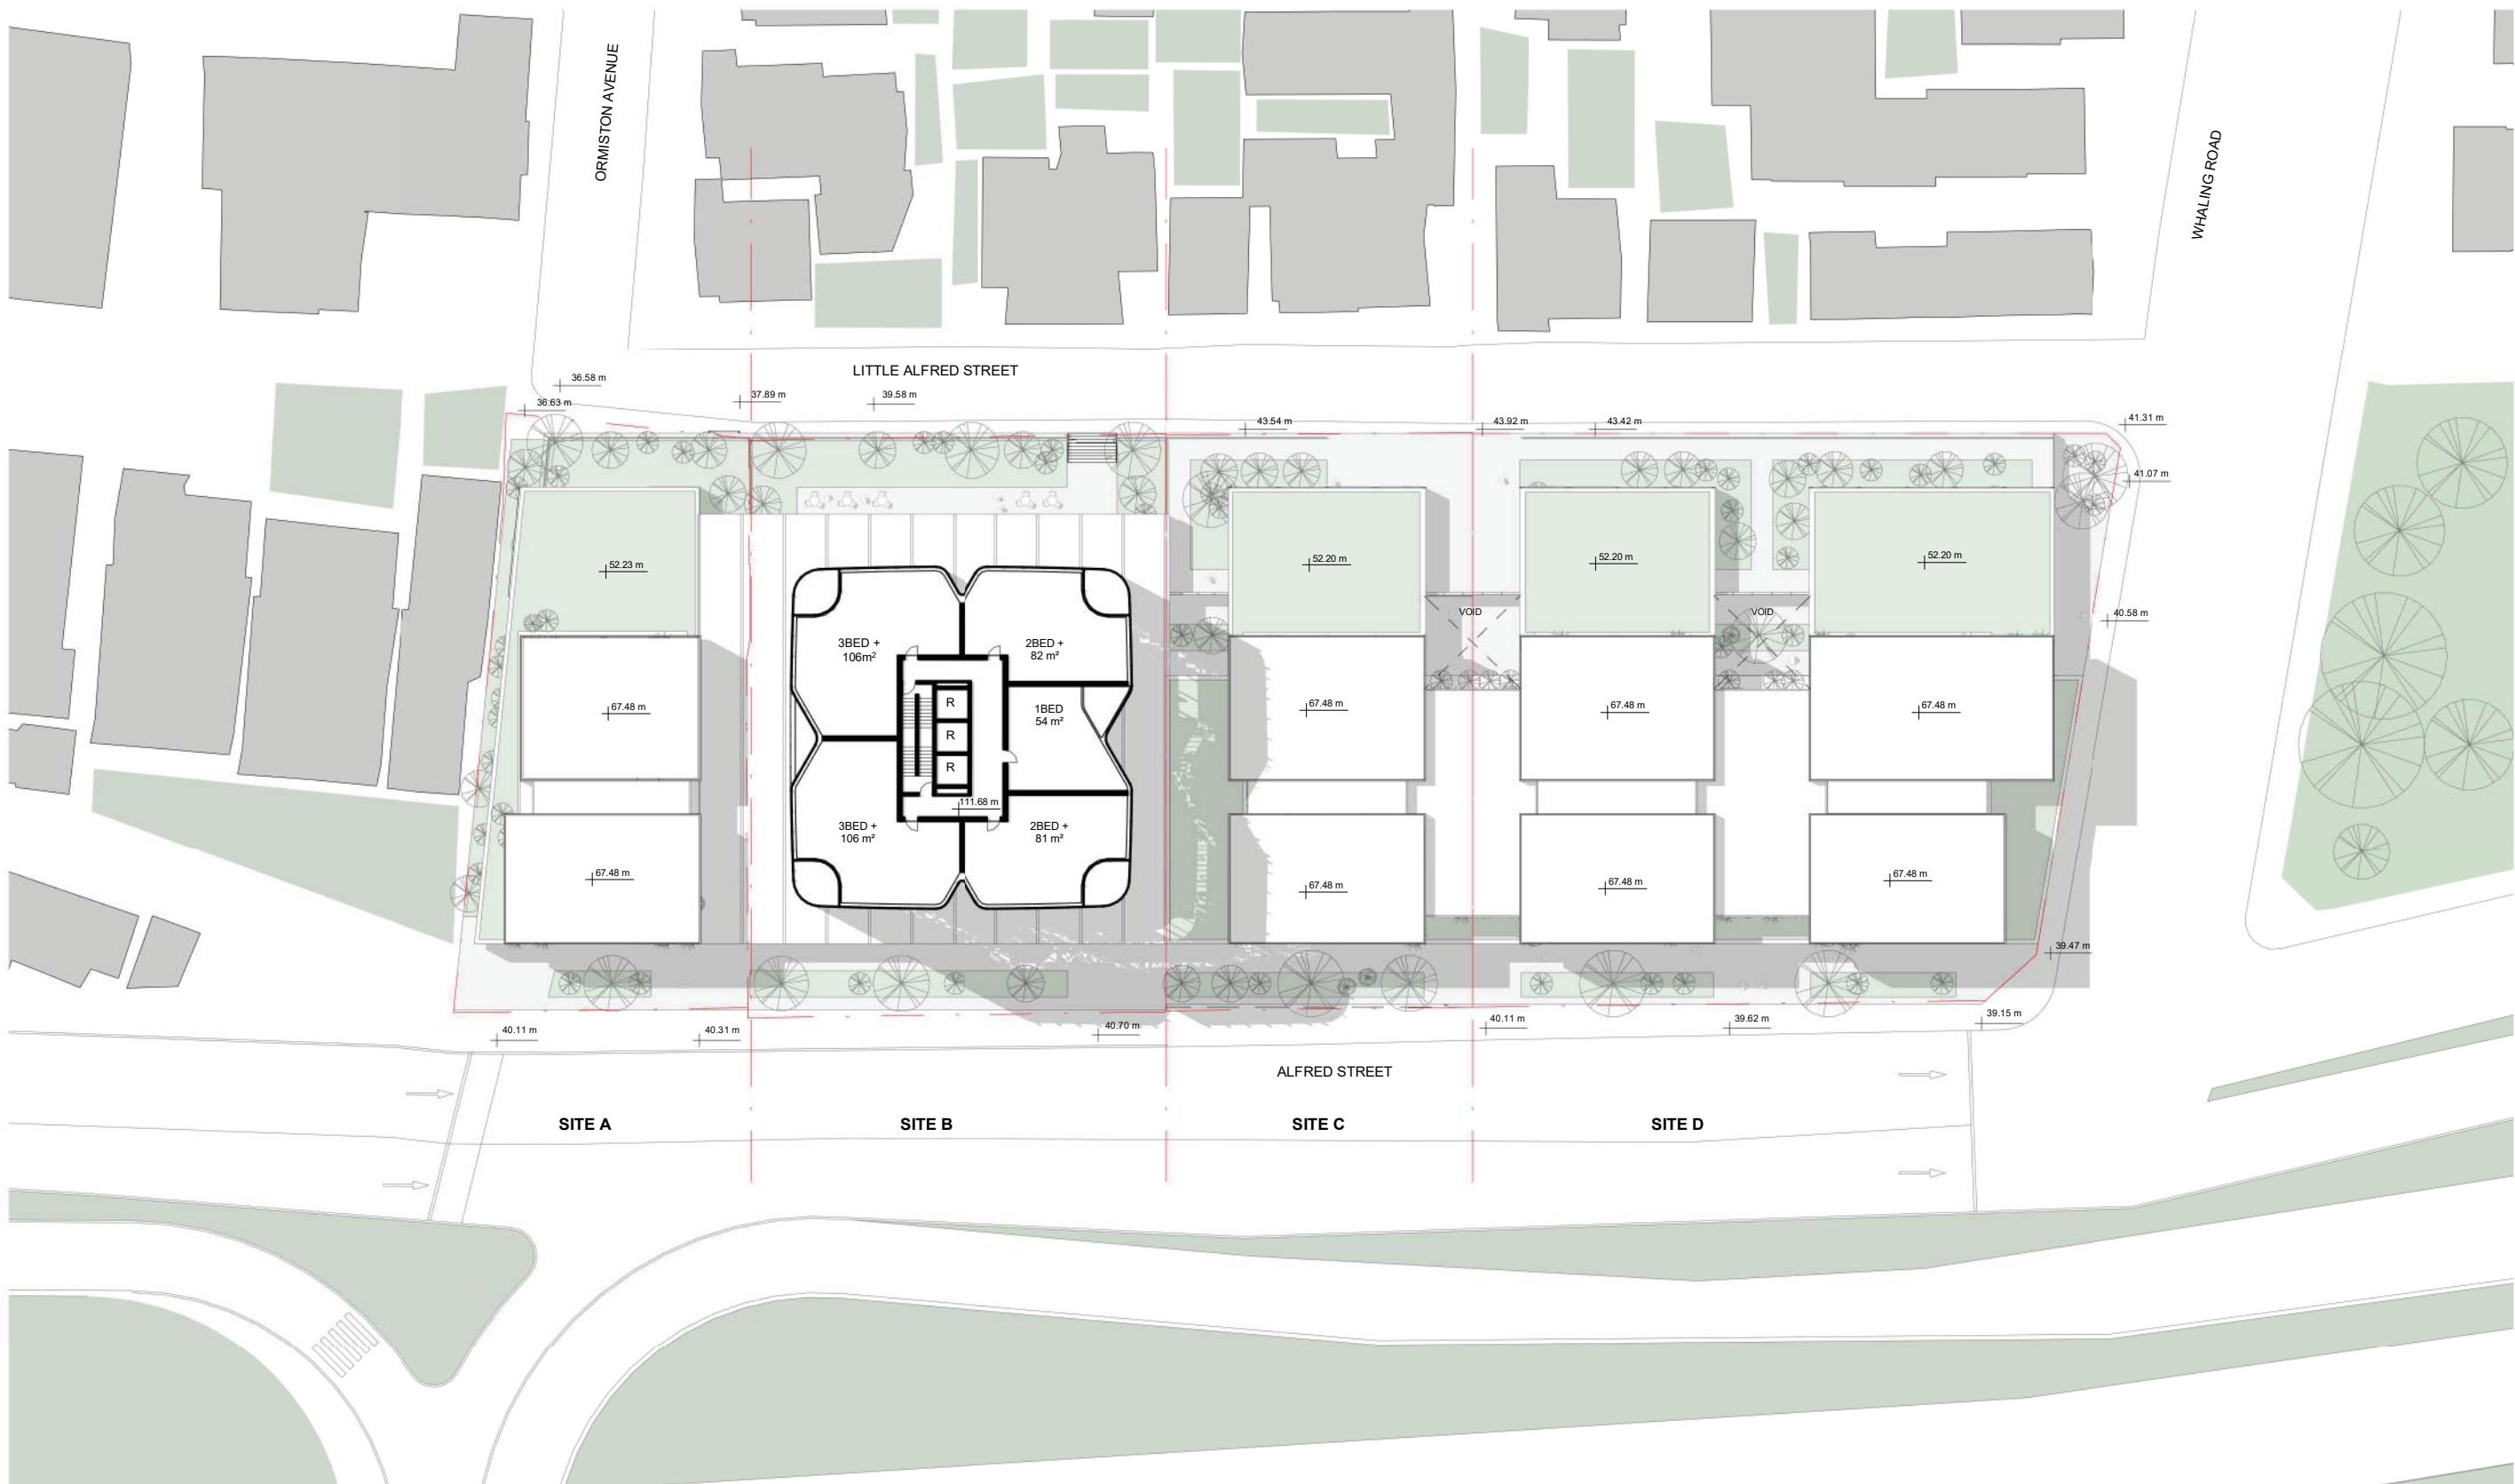 ORMISTON AVENUE
WHALING ROAD
LITTLE ALFRED STREET
36.58 m
36.63 m
37.89 m
39.58 m
43.54 m
43.92 m
43.42 m
41.31 m
41.07 m
52.23 m
52.20 m
52.20 m
52.20 m
VOID
VOID
40.58 m
3BED +
106m²
2BED +
82 m²
67.48 m
R
R
R
1BED
54 m²
67.48 m
67.48 m
67.48 m
111.68 m
3BED +
106 m²
2BED +
81 m²
67.48 m
67.48 m
67.48 m
67.48 m
39.47 m
40.11 m
40.31 m
40.70 m
40.11 m
39.62 m
39.15 m
ALFRED STREET
SITE A
SITE B
SITE C
SITE D